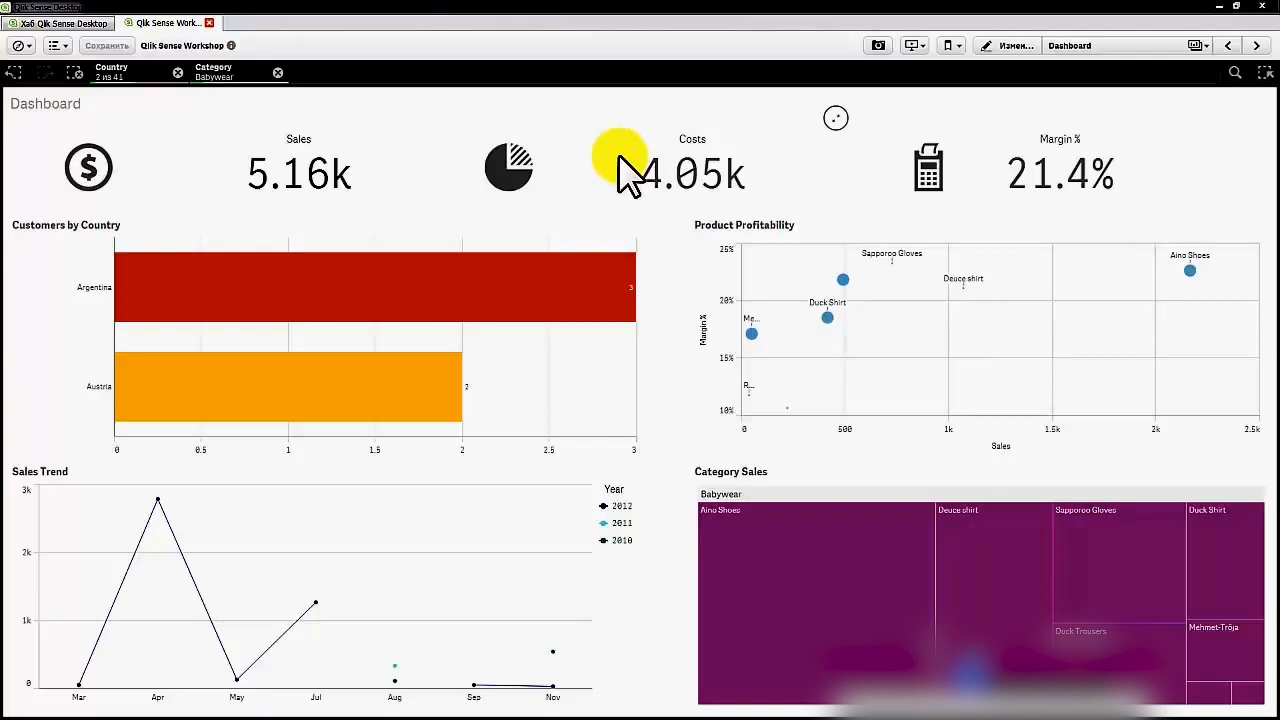 Qlik Sense Desktop
Хаб Qlik Sense Desktop
Qlik Sense Work...
Сохранить
Qlik Sense Workshop
Измен...
Dashboard
Country
2 из 41
Category
Babywear
Dashboard
Sales
5.16k
Costs
4.05k
Margin %
21.4%
Customers by Country
Argentina
3
Austria
2
0 0.5 1 1.5 2 2.5 3
Product Profitability
25%
20%
15%
10%
Margin %
Sapporoo Gloves
Aino Shoes
Deuce shirt
Duck Shirt
Me...
R...
0 500 1k 1.5k 2k 2.5k
Sales
Sales Trend
3k
2k
1k
0
Mar Apr May Jul Aug Sep Nov
Year
2012
2011
2010
Category Sales
Babywear
Aino Shoes
Deuce shirt
Sapporoo Gloves
Duck Shirt
Duck Trousers
Mehmet-Tröja